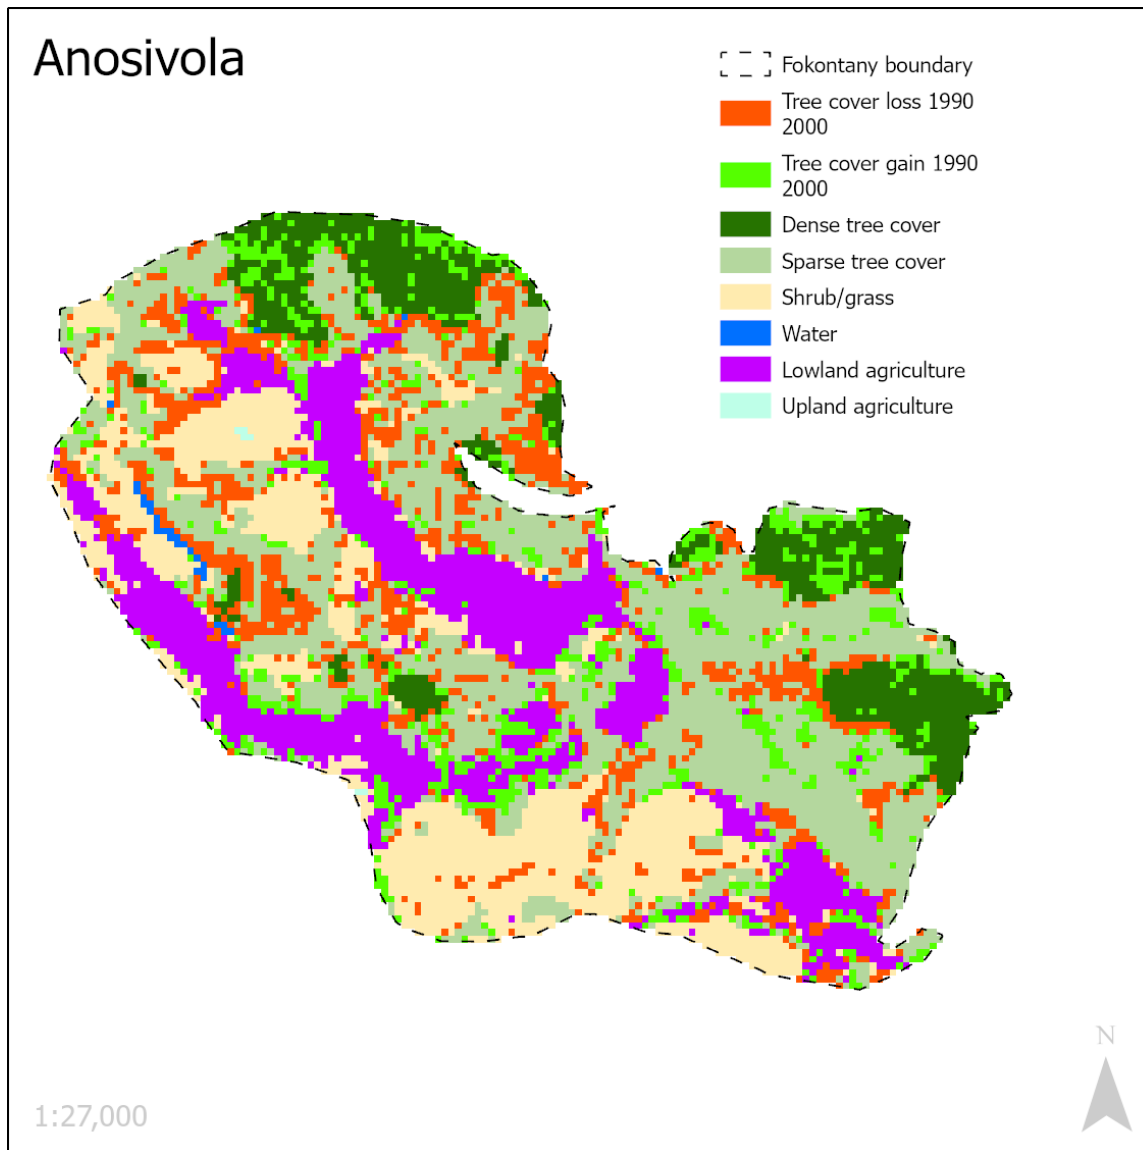 Anosivola
Fokontany boundary
Tree cover loss 1990
2000
Tree cover gain 1990
2000
Dense tree cover
Sparse tree cover
Shrub/grass
Water
Lowland agriculture
Upland agriculture
N
1:27,000